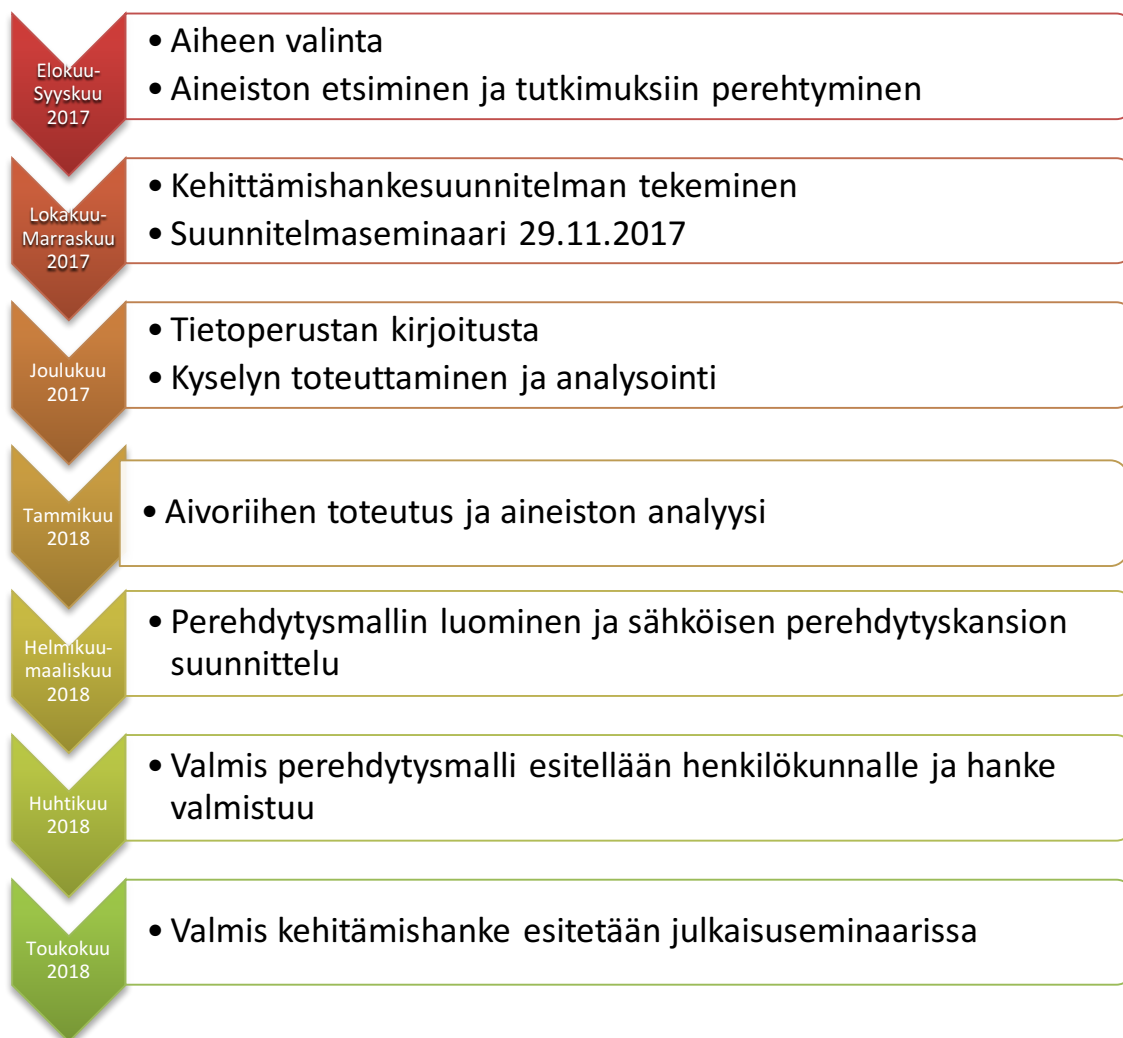 Elokuu-
Syyskuu
2017
• Aiheen valinta
• Aineiston etsiminen ja tutkimuksiin perehtyminen
Lokakuu-
Marraskuu
2017
• Kehittämishankesuunnitelman tekeminen
• Suunnitelmaseminaari 29.11.2017
Joulukuu
2017
• Tietoperustan kirjoitusta
• Kyselyn toteuttaminen ja analysointi
Tammikuu
2018
• Aivoriihen toteutus ja aineiston analyysi
Helmikuu-
maaliskuu
2018
• Perehdytysmallin luominen ja sähköisen perehdytyskansion
suunnittelu
Huhtikuu
2018
• Valmis perehdytysmalli esitellään henkilökunnalle ja hanke
valmistuu
Toukokuu
2018
• Valmis kehitämishanke esitetään julkaisuseminaarissa